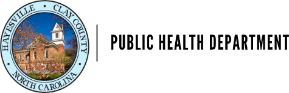 HAYESVILLE - CLAY COUNTY
NORTH CAROLINA
PUBLIC HEALTH DEPARTMENT